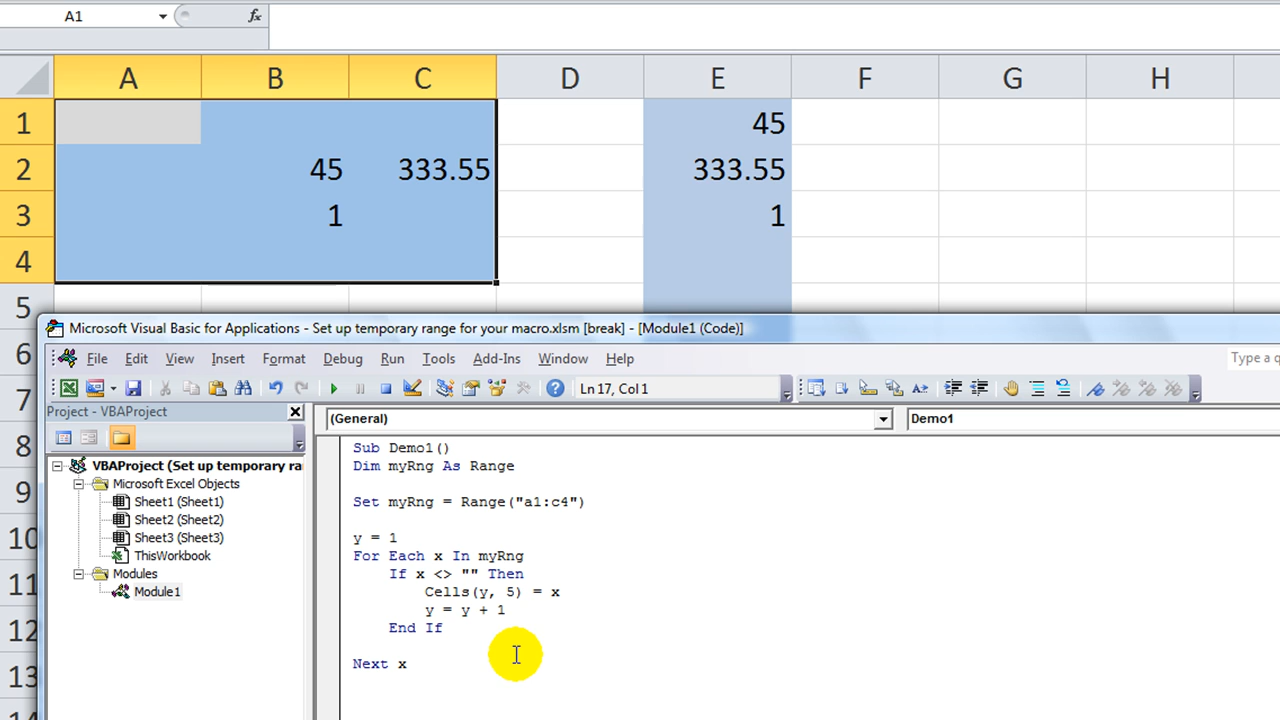 A1 fx
A B C D E F G H
1 45
2 45 333.55 333.55
3 1 1
4
5
Microsoft Visual Basic for Applications - Set up temporary range for your macro.xlsm [break] - [Module1 (Code)]
6 File Edit View Insert Format Debug Run Tools Add-Ins Window Help Type a q
7 Ln 17, Col 1
Project - VBAProject
(General) Demo1
8
VBAProject (Set up temporary ra
Microsoft Excel Objects
9 Sheet1 (Sheet1)
Sheet2 (Sheet2)
10 Sheet3 (Sheet3)
ThisWorkbook
11 Modules
Module1
12
13
14
Sub Demo1()
Dim myRng As Range
Set myRng = Range("a1:c4")
y = 1
For Each x In myRng
If x <> "" Then
Cells(y, 5) = x
y = y + 1
End If
Next x